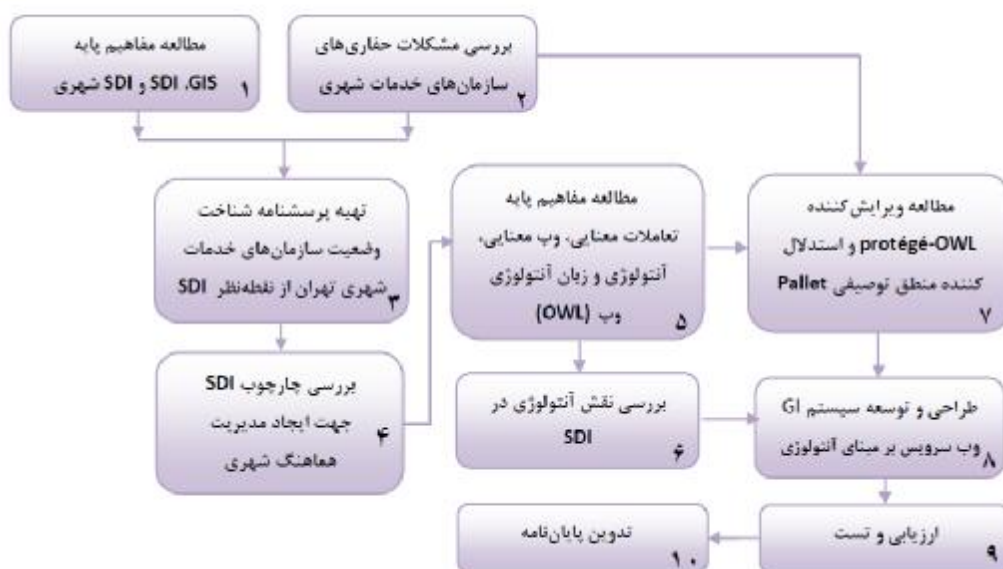 مطالعه مفاهیم پایه
SDI ،GIS و SDI شهری
۱
بررسی مشکلات حفاری‌های
سازمان‌های خدمات شهری
۲
تهیه پرسشنامه شناخت
وضعیت سازمان‌های خدمات
شهری تهران از نقطه‌نظر SDI
۳
بررسی چارچوب SDI
جهت ایجاد مدیریت
هماهنگ شهری
۴
مطالعه مفاهیم پایه
تعاملات معنایی، وب معنایی،
آنتولوژی و زبان آنتولوژی
وب (OWL)
۵
بررسی نقش آنتولوژی در
SDI
۶
مطالعه ویرایش‌کننده
protégé-OWL و استدلال
کننده منطق توصیفی Pallet
۷
طراحی و توسعه سیستم GI
وب سرویس بر مبنای آنتولوژی
۸
ارزیابی و تست
۹
تدوین پایان‌نامه
۱۰